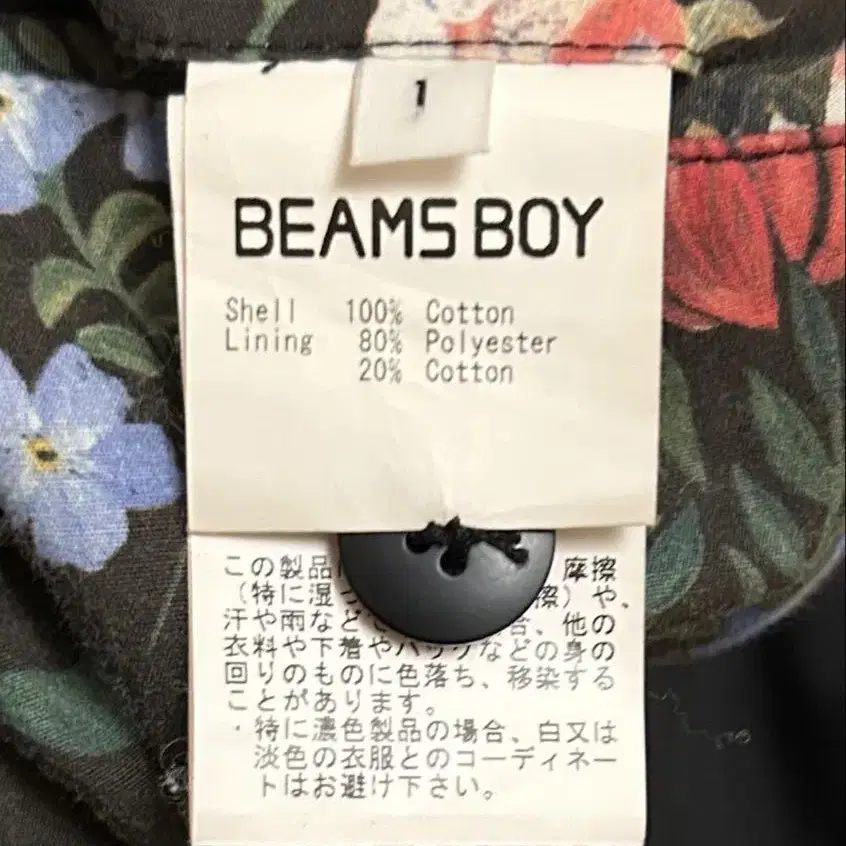 1
BEAMS BOY
Shell 100% Cotton
Lining 80% Polyester
20% Cotton
この製品 摩擦
（特に湿 擦）や、
汗や雨など 合、他の
衣料や下着やバッグなどの身の
回りのものに色落ち、移染する
ことがあります。
・特に濃色製品の場合、白又は
淡色の衣服とのコーディネー
トはお避け下さい。